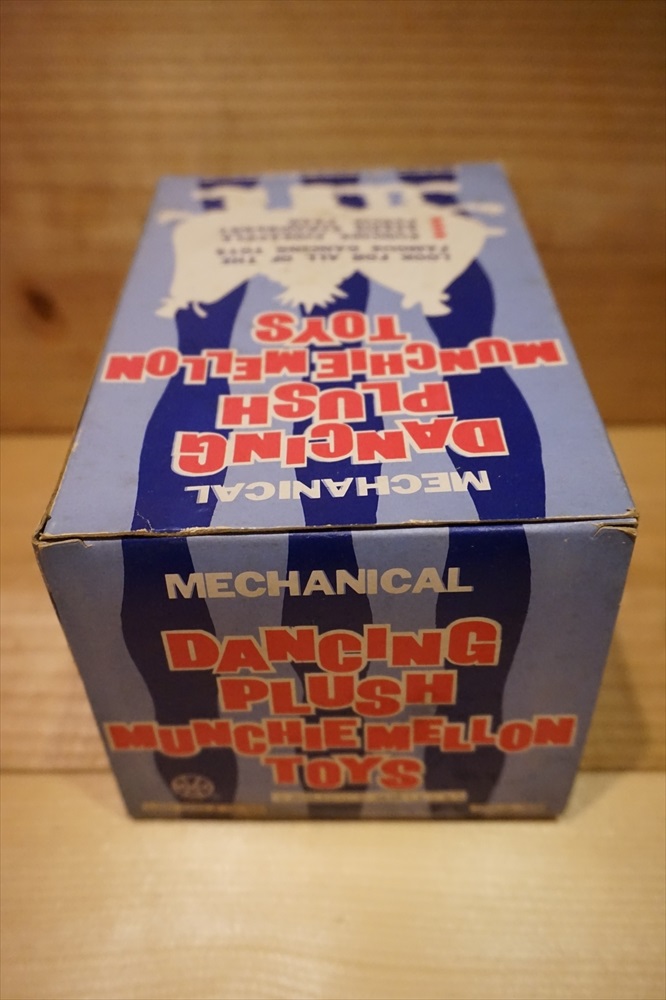 MECHANICAL
DANCING
PLUSH
MUNCHIE MELLON
TOYS
LOOK FOR ALL OF THE
FAMOUS DANCING TOYS
MECHANICAL
DANCING
PLUSH
MUNCHIE MELLON
TOYS